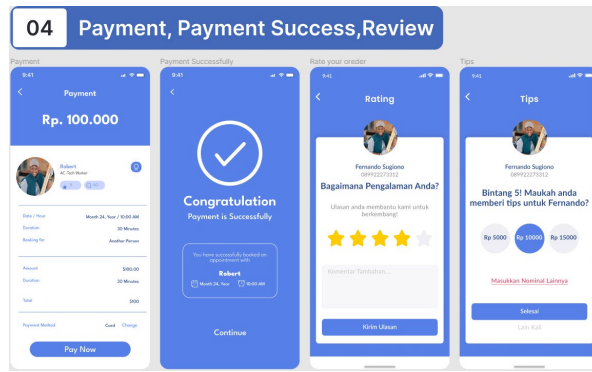 04 Payment, Payment Success,Review
Payment
9:41
Payment
Rp. 100.000
Robert
AC-Tech Worker
Date / Hour Month 24, Year / 10:00 AM
Duration 30 Minutes
Booking for Another Person
Amount $100.00
Duration 30 Minutes
Total $100
Payment Method Card Change
Pay Now
Payment Successfully
9:41
Congratulation
Payment is Successfully
You have successfully booked an
appointment with
Robert
Month 24, Year 10:00 AM
Continue
Rate your oreder
9:41
Rating
Fernando Sugiono
089922273312
Bagaimana Pengalaman Anda?
Ulasan anda membantu kami untuk
berkembang!
Komentar Tambahan...
Kirim Ulasan
Tips
9:41
Tips
Fernando Sugiono
089922273312
Bintang 5! Maukah anda
memberi tips untuk Fernando?
Rp 5000 Rp 10000 Rp 15000
Masukkan Nominal Lainnya
Selesai
Lain Kali